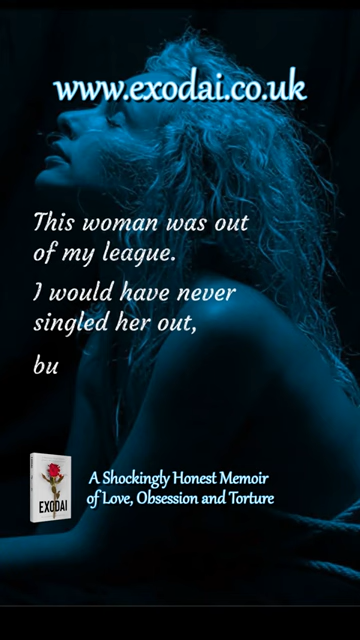 www.exodai.co.uk
This woman was out
of my league.
I would have never
singled her out,
bu
EXODAI
A Shockingly Honest Memoir
of Love, Obsession and Torture